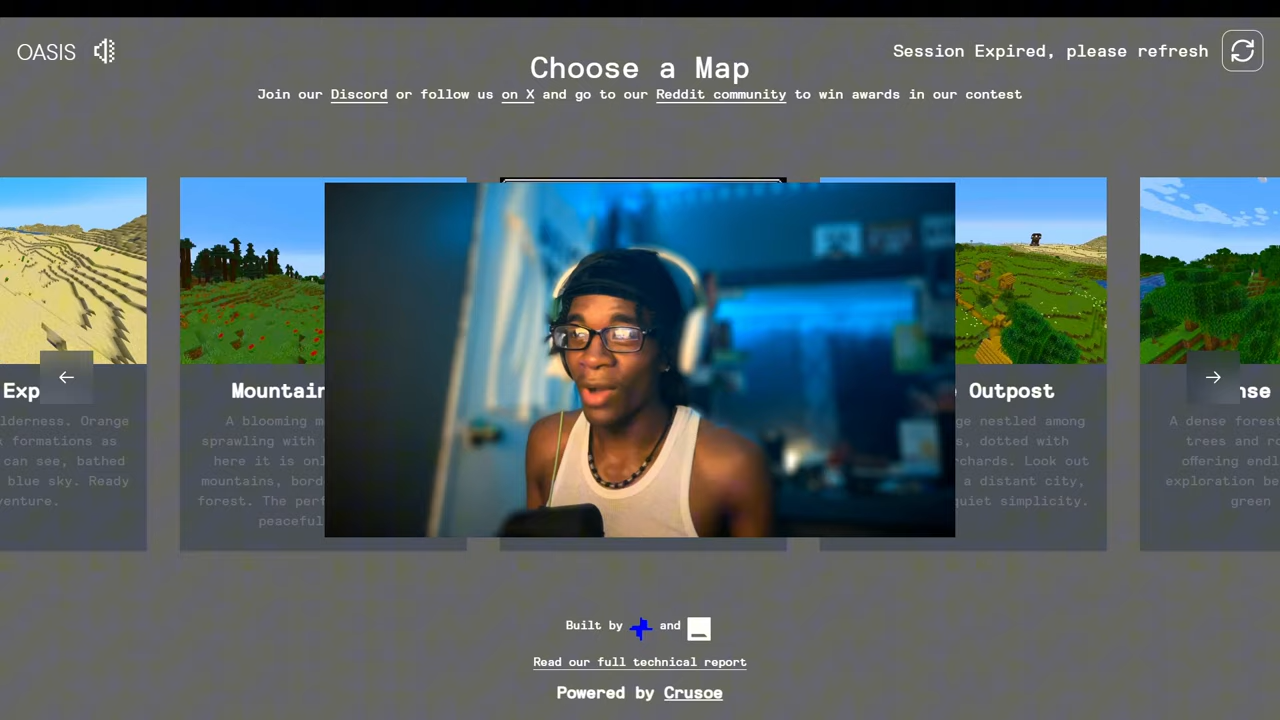 OASIS
Session Expired, please refresh
Choose a Map
Join our Discord or follow us on X and go to our Reddit community to win awards in our contest
Exp
lderness. Orange
formations as
can see, bathed
blue sky. Ready
venture.
Mountain
A blooming m
sprawling with
here it is onl
mountains, bord
forest. The per
peaceful
Outpost
ge nestled among
s, dotted with
rchards. Look out
a distant city,
quiet simplicity.
nse
A dense forest
trees and ro
offering endl
exploration be
green
Built by and
Read our full technical report
Powered by Crusoe